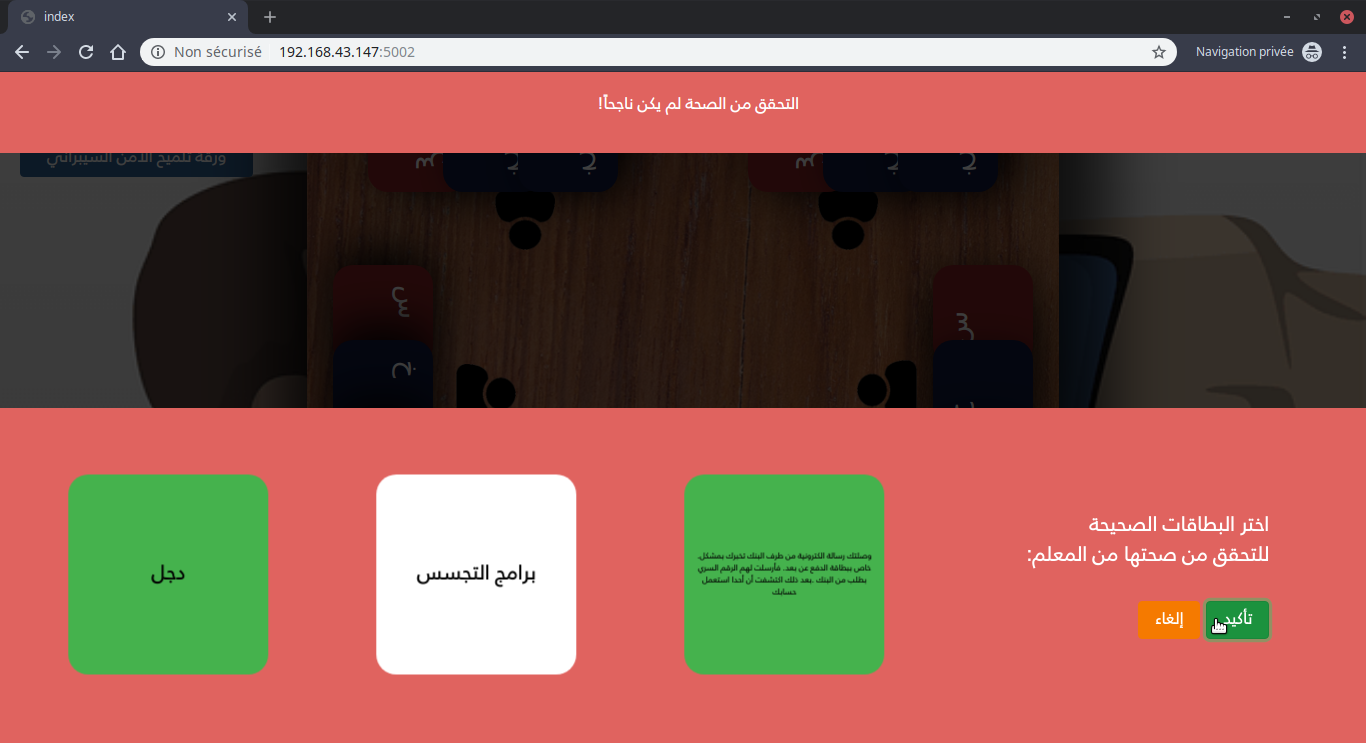 index
Non sécurisé
192.168.43.147:5002
Navigation privée
التحقق من الصحة لم يكن ناجحاً!
ورقة تلميح الأمن السيبراني
س
ج
ج
س
ج
ج
س
ج
س
اختر البطاقات الصحيحة
للتحقق من صحتها من المعلم:
تأكيد
إلغاء
وصلتك رسالة الكترونية من طرف البنك تخبرك بمشكل
خاص ببطاقة الدفع عن بعد. فأرسلت لهم الرقم السري
بطلب من البنك .بعد ذلك اكتشفت أن أحدا استعمل
حسابك
برامج التجسس
دجل